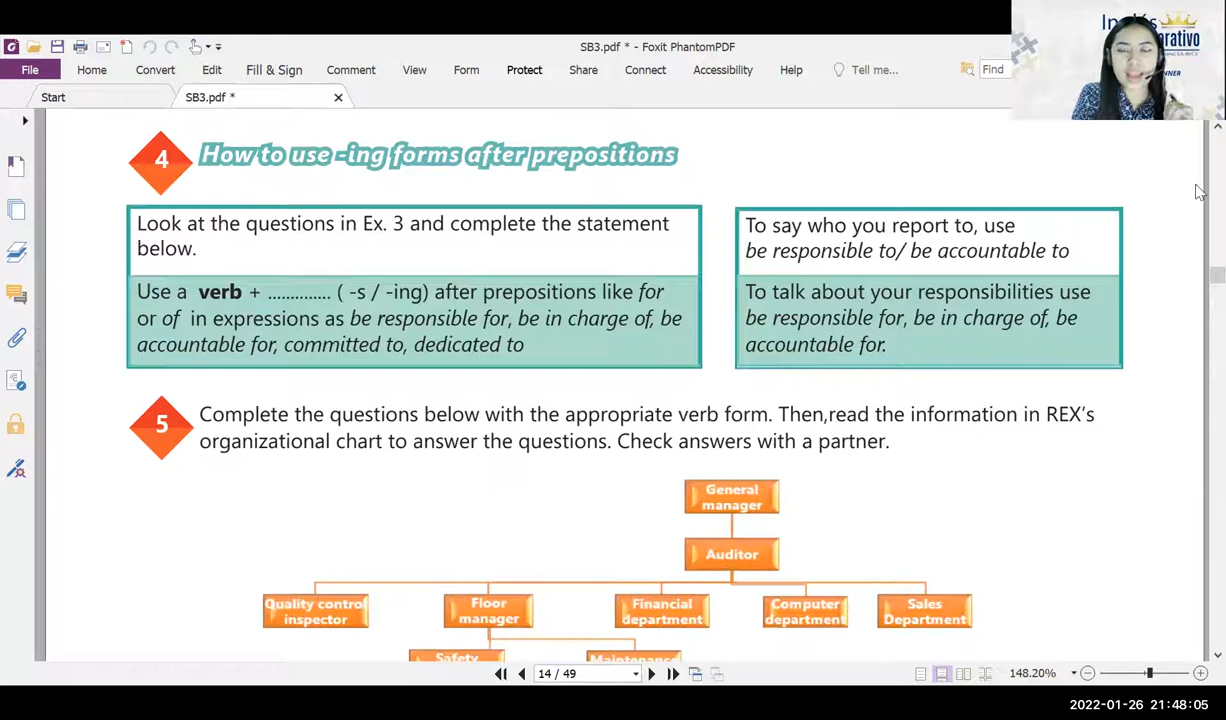 SB3.pdf * - Foxit PhantomPDF
File Home Convert Edit Fill & Sign Comment View Form Protect Share Connect Accessibility Help Tell me... Find
Start SB3.pdf *
4 How to use -ing forms after prepositions
Look at the questions in Ex. 3 and complete the statement
below.
Use a verb + .............. ( -s / -ing) after prepositions like for
or of in expressions as be responsible for, be in charge of, be
accountable for, committed to, dedicated to
To say who you report to, use
be responsible to/ be accountable to
To talk about your responsibilities use
be responsible for, be in charge of, be
accountable for.
5 Complete the questions below with the appropriate verb form. Then,read the information in REX's
organizational chart to answer the questions. Check answers with a partner.
General
manager
Auditor
Quality control
inspector
Floor
manager
Financial
department
Computer
department
Sales
Department
Safety
Maintenance
14 / 49
148.20%
2022-01-26 21:48:05